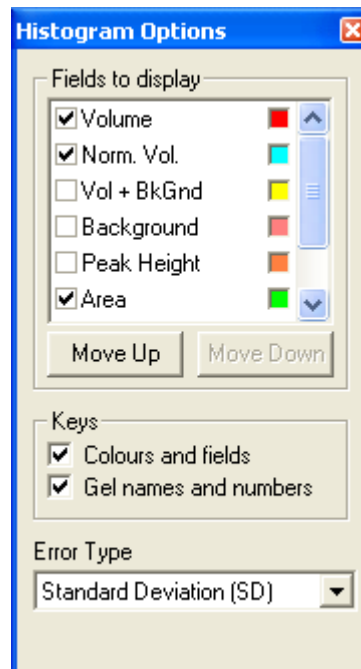 Histogram Options
Fields to display
Volume
Norm. Vol.
Vol + BkGnd
Background
Peak Height
Area
Move Up Move Down
Keys
Colours and fields
Gel names and numbers
Error Type
Standard Deviation (SD)